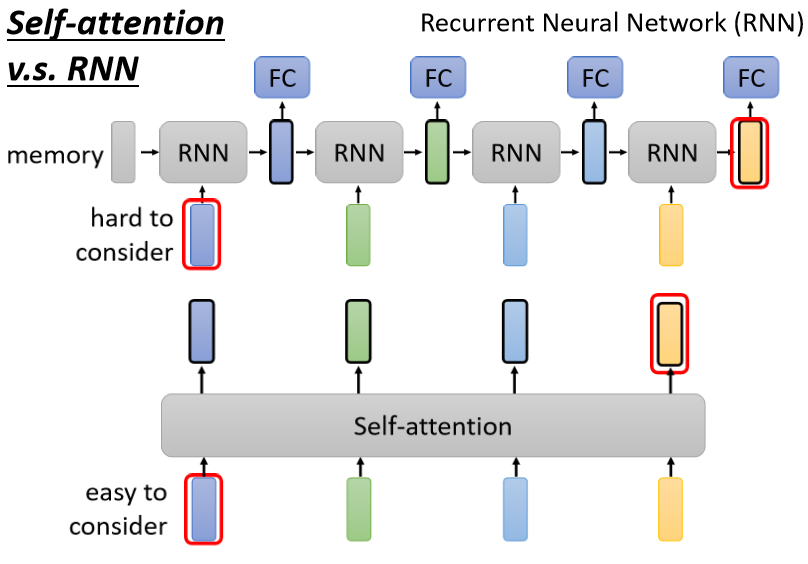 Self-attention
v.s. RNN
Recurrent Neural Network (RNN)
FC FC FC FC
memory RNN RNN RNN RNN
hard to
consider
Self-attention
easy to
consider